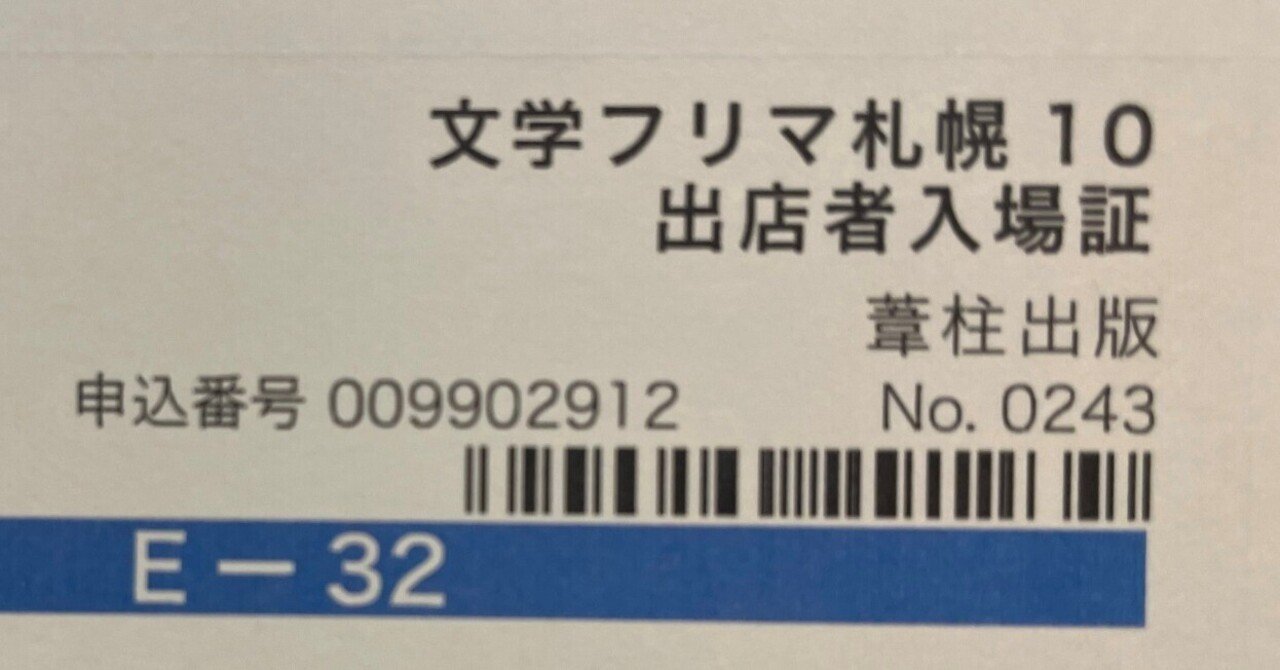 文学フリマ札幌 10
出店者入場証
葦柱出版
申込番号 009902912 No. 0243
E － 32